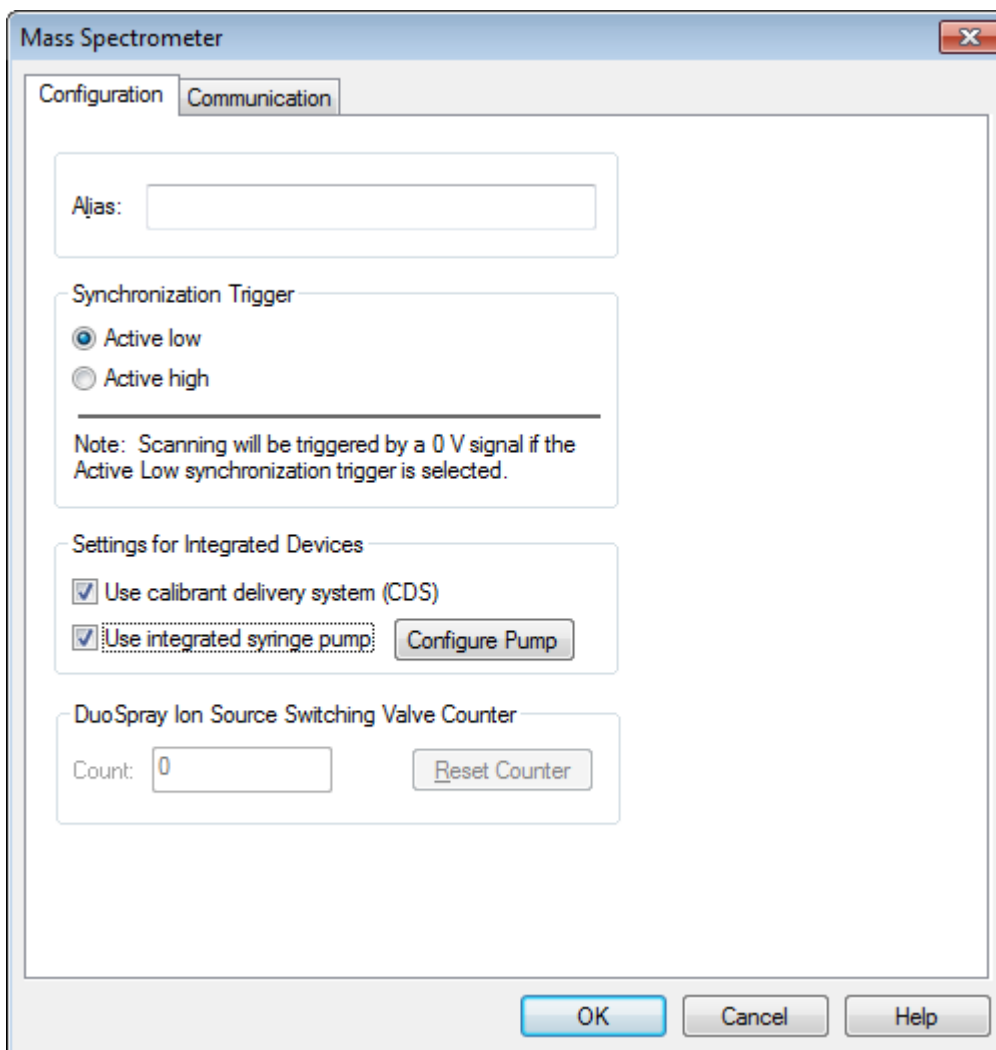 Mass Spectrometer
Configuration
Communication
Alias:
Synchronization Trigger
Active low
Active high
Note:  Scanning will be triggered by a 0 V signal if the
Active Low synchronization trigger is selected.
Settings for Integrated Devices
Use calibrant delivery system (CDS)
Use integrated syringe pump
Configure Pump
DuoSpray Ion Source Switching Valve Counter
Count: 0
Reset Counter
OK
Cancel
Help